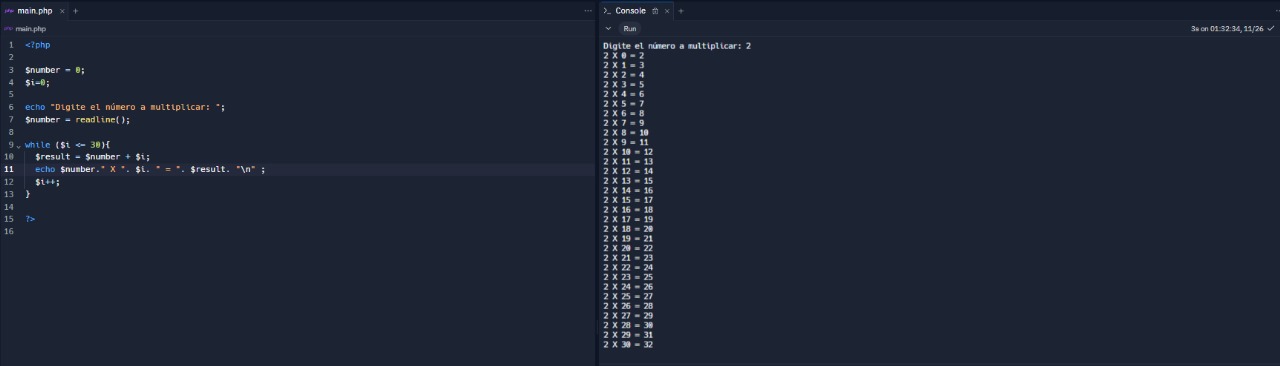 php main.php × +
php main.php
1 <?php
2
3 $number = 0;
4 $i=0;
5
6 echo "Digite el número a multiplicar: ";
7 $number = readline();
8
9 while ($i <= 30){
10 $result = $number + $i;
11 echo $number." X ". $i. " = ". $result. "\n" ;
12 $i++;
13 }
14
15 ?>
16
>_ Console × +
Run
3s on 01:32:34, 11/26 ✓
Digite el número a multiplicar: 2
2 X 0 = 2
2 X 1 = 3
2 X 2 = 4
2 X 3 = 5
2 X 4 = 6
2 X 5 = 7
2 X 6 = 8
2 X 7 = 9
2 X 8 = 10
2 X 9 = 11
2 X 10 = 12
2 X 11 = 13
2 X 12 = 14
2 X 13 = 15
2 X 14 = 16
2 X 15 = 17
2 X 16 = 18
2 X 17 = 19
2 X 18 = 20
2 X 19 = 21
2 X 20 = 22
2 X 21 = 23
2 X 22 = 24
2 X 23 = 25
2 X 24 = 26
2 X 25 = 27
2 X 26 = 28
2 X 27 = 29
2 X 28 = 30
2 X 29 = 31
2 X 30 = 32